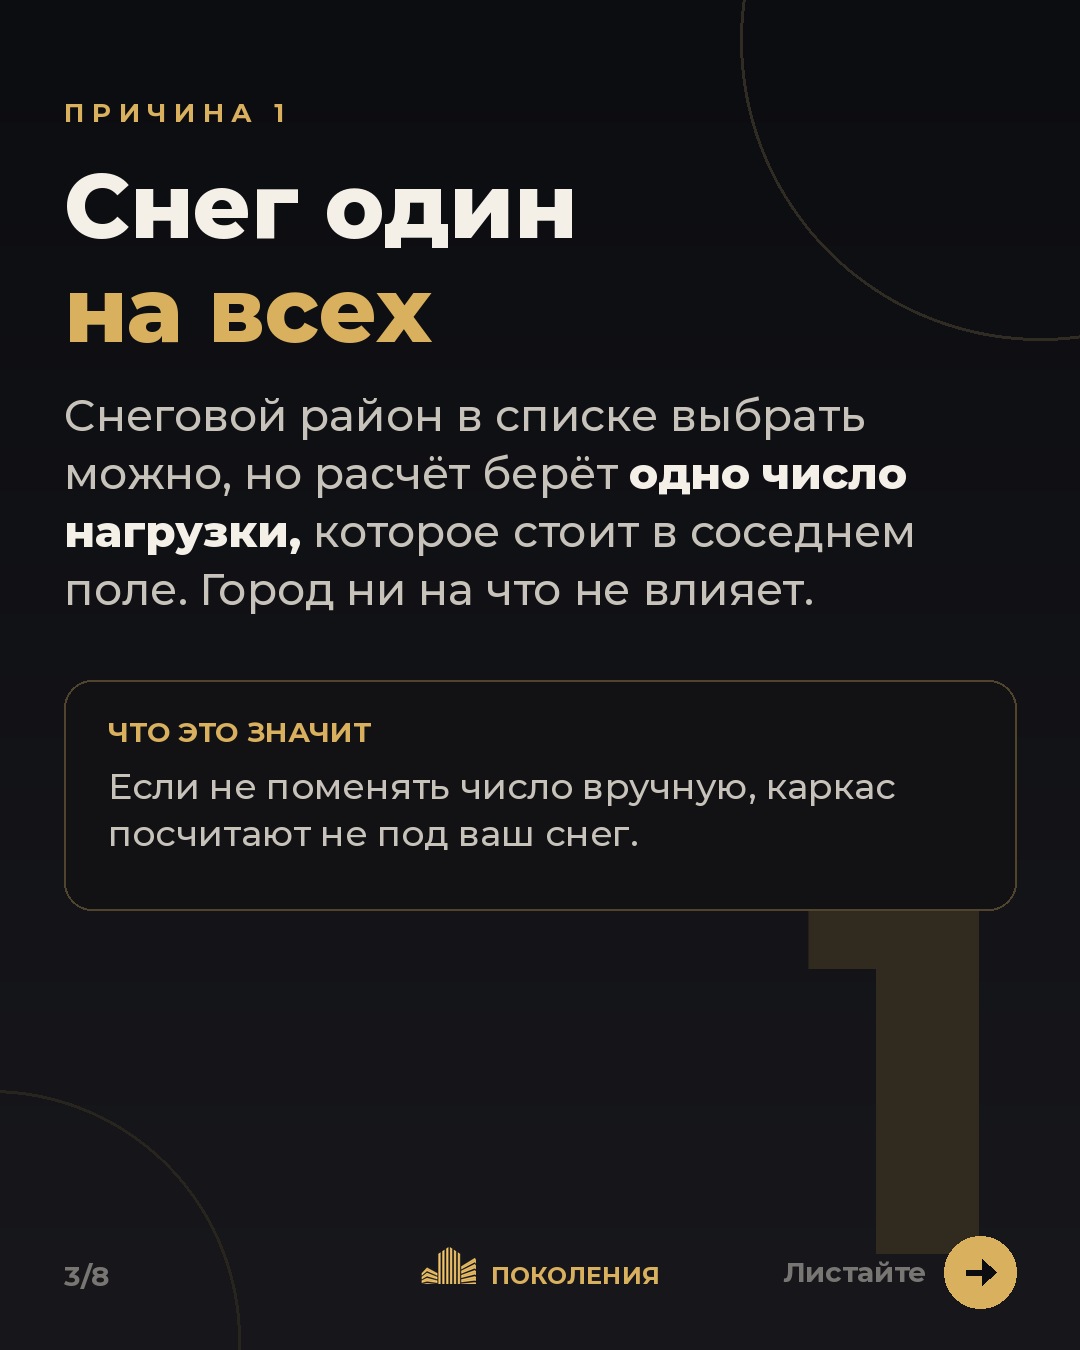 ПРИЧИНА 1
Снег один
на всех
Снеговой район в списке выбрать
можно, но расчёт берёт одно число
нагрузки, которое стоит в соседнем
поле. Город ни на что не влияет.
ЧТО ЭТО ЗНАЧИТ
Если не поменять число вручную, каркас
посчитают не под ваш снег.
1
3/8
ПОКОЛЕНИЯ
Листайте